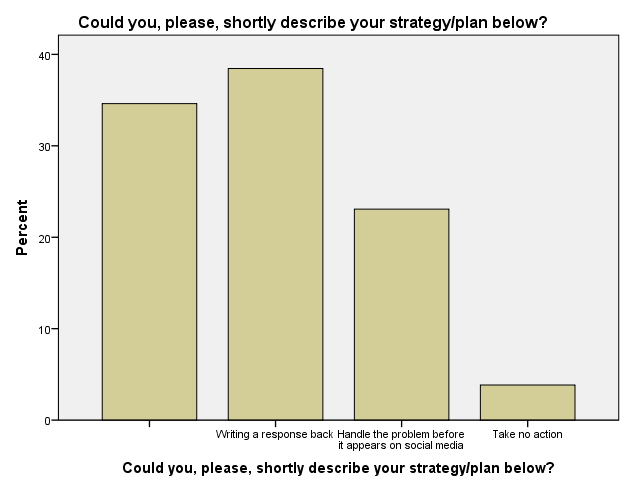 Could you, please, shortly describe your strategy/plan below?
40
30
20
10
0
Percent
Writing a response back
Handle the problem before
it appears on social media
Take no action
Could you, please, shortly describe your strategy/plan below?